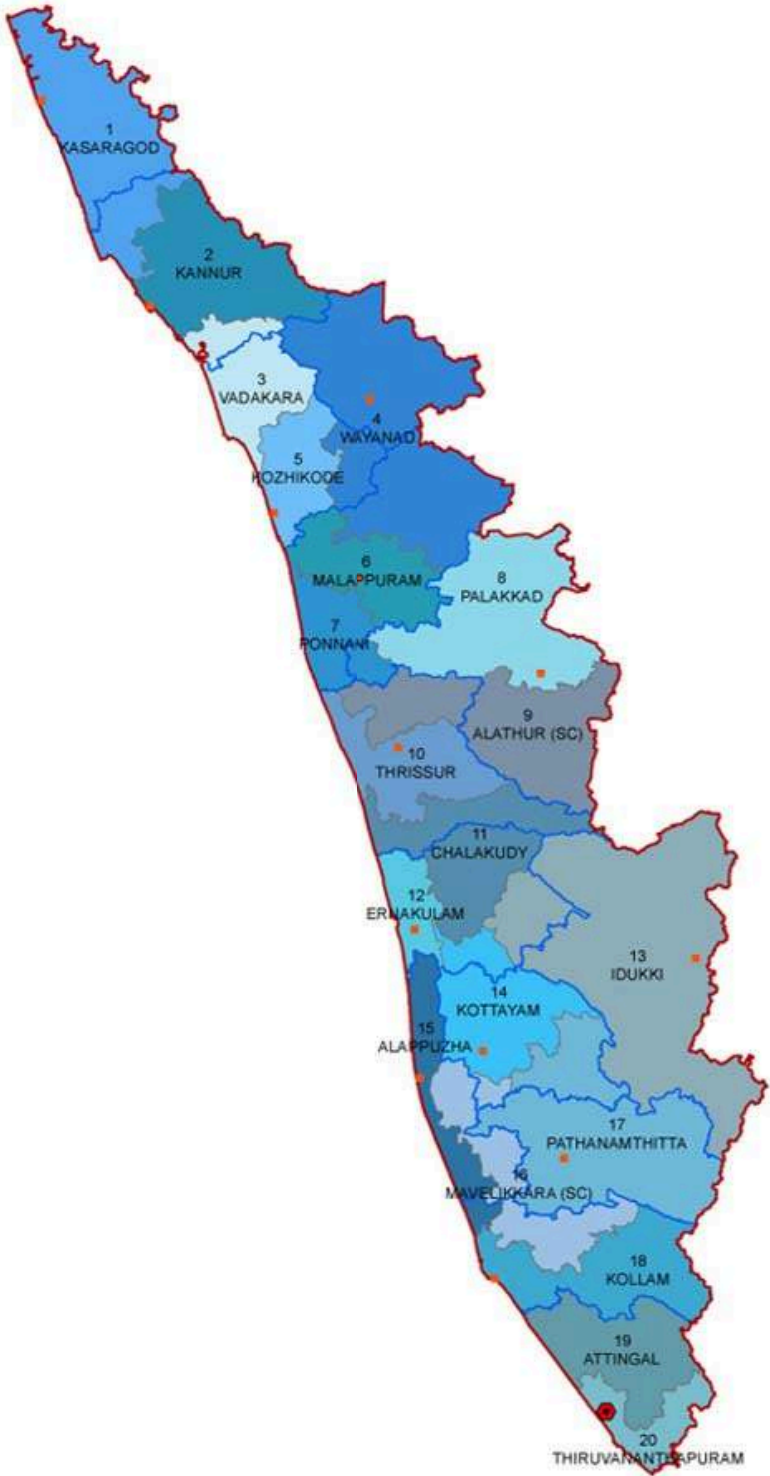 1
KASARAGOD
2
KANNUR
3
VADAKARA
4
WAYANAD
5
KOZHIKODE
6
MALAPPURAM
7
PONNANI
8
PALAKKAD
9
ALATHUR (SC)
10
THRISSUR
11
CHALAKUDY
12
ERNAKULAM
13
IDUKKI
14
KOTTAYAM
15
ALAPPUZHA
16
MAVELIKKARA (SC)
17
PATHANAMTHITTA
18
KOLLAM
19
ATTINGAL
20
THIRUVANANTHAPURAM